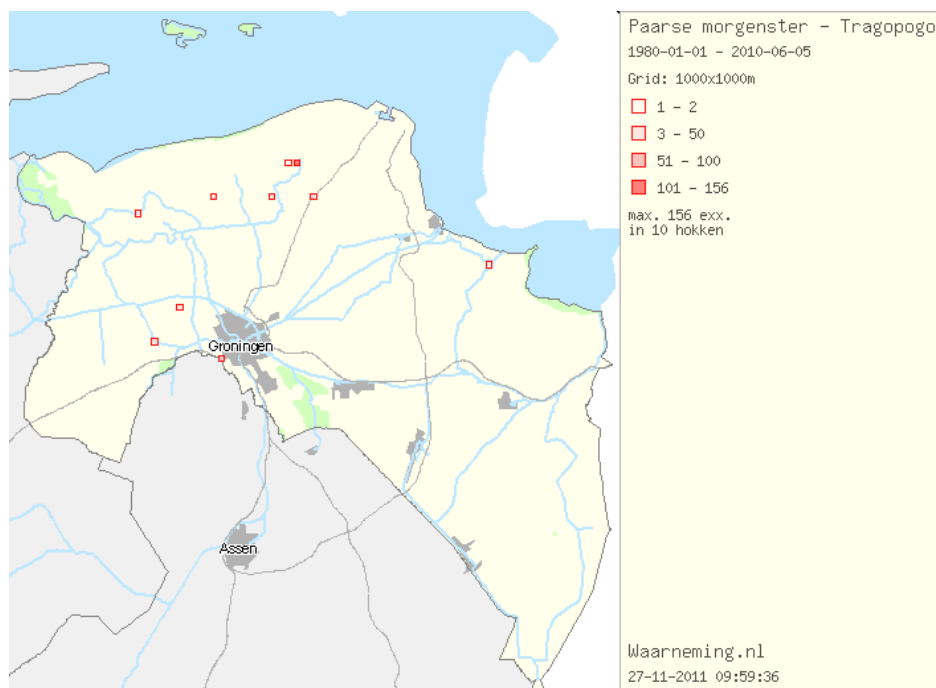 Paarse morgenster - Tragopogo
1980-01-01 - 2010-06-05
Grid: 1000x1000m
1 - 2
3 - 50
51 - 100
101 - 156
max. 156 exx.
in 10 hokken
Groningen
Assen
Waarneming.nl
27-11-2011 09:59:36